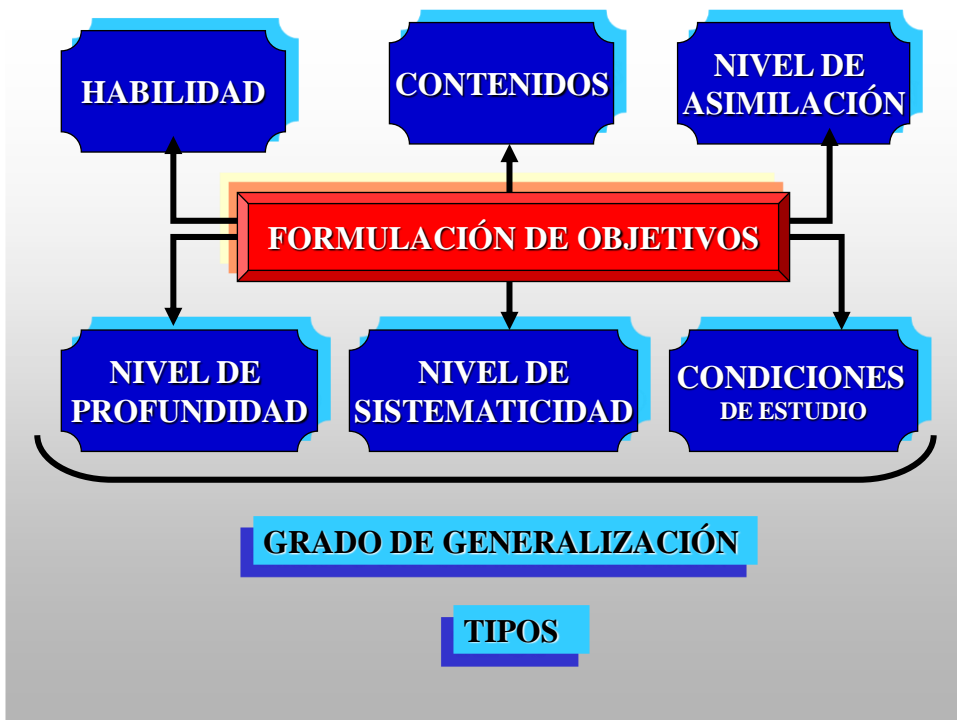 HABILIDAD
CONTENIDOS
NIVEL DE
ASIMILACIÓN
FORMULACIÓN DE OBJETIVOS
NIVEL DE
PROFUNDIDAD
NIVEL DE
SISTEMATICIDAD
CONDICIONES
DE ESTUDIO
GRADO DE GENERALIZACIÓN
TIPOS